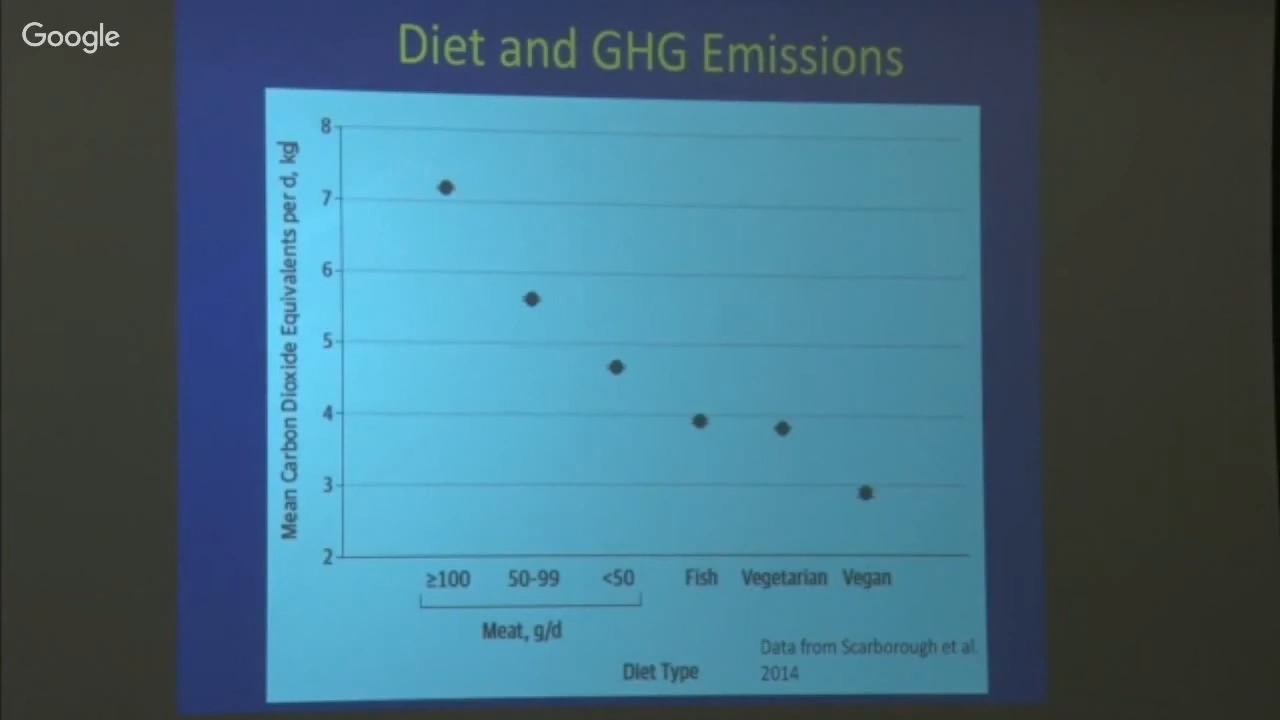 Google
Diet and GHG Emissions
Mean Carbon Dioxide Equivalents per d, kg
8
7
6
5
4
3
2
≥100 50-99 <50 Fish Vegetarian Vegan
Meat, g/d
Diet Type
Data from Scarborough et al.
2014